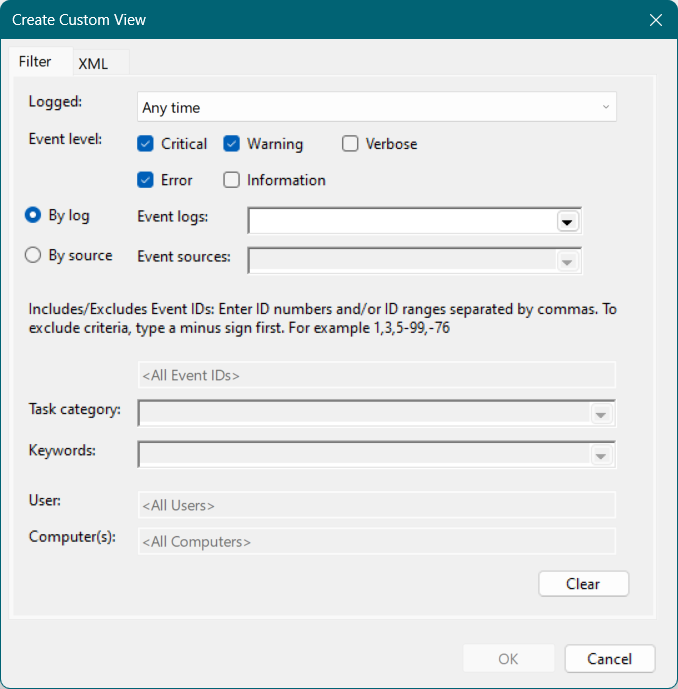 Create Custom View
Filter
XML
Logged:
Any time
Event level:
Critical
Warning
Verbose
Error
Information
By log
Event logs:
By source
Event sources:
Includes/Excludes Event IDs: Enter ID numbers and/or ID ranges separated by commas. To
exclude criteria, type a minus sign first. For example 1,3,5-99,-76
<All Event IDs>
Task category:
Keywords:
User:
<All Users>
Computer(s):
<All Computers>
Clear
OK
Cancel